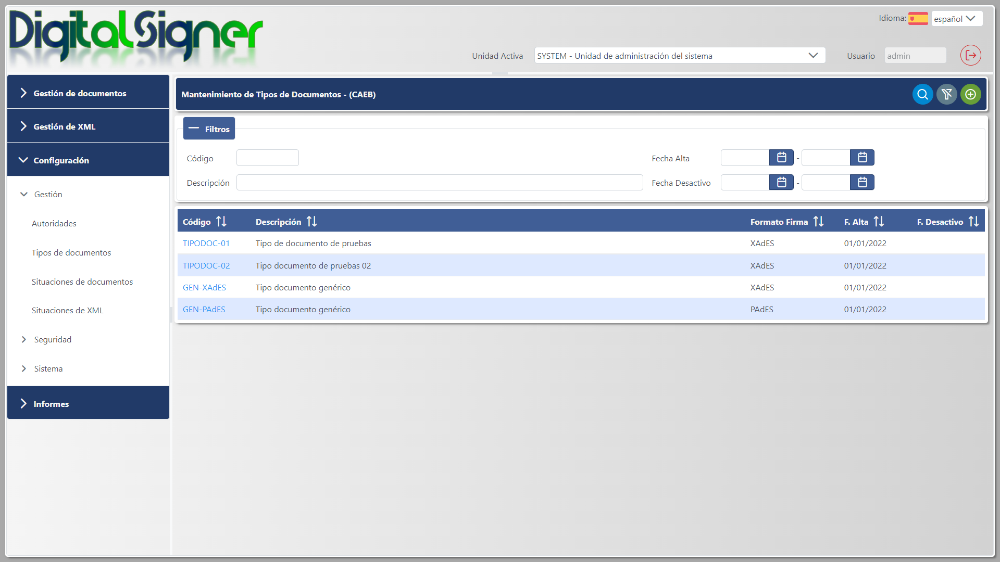 DigitalSigner
Idioma: español
Unidad Activa SYSTEM - Unidad de administración del sistema Usuario admin
Gestión de documentos
Gestión de XML
Configuración
Gestión
Autoridades
Tipos de documentos
Situaciones de documentos
Situaciones de XML
Seguridad
Sistema
Informes
Mantenimiento de Tipos de Documentos - (CAEB)
Filtros
Código Fecha Alta -
Descripción Fecha Desactivo -
Código Descripción Formato Firma F. Alta F. Desactivo
TIPODOC-01 Tipo de documento de pruebas XAdES 01/01/2022
TIPODOC-02 Tipo documento de pruebas 02 XAdES 01/01/2022
GEN-XAdES Tipo documento genérico XAdES 01/01/2022
GEN-PAdES Tipo documento genérico PAdES 01/01/2022